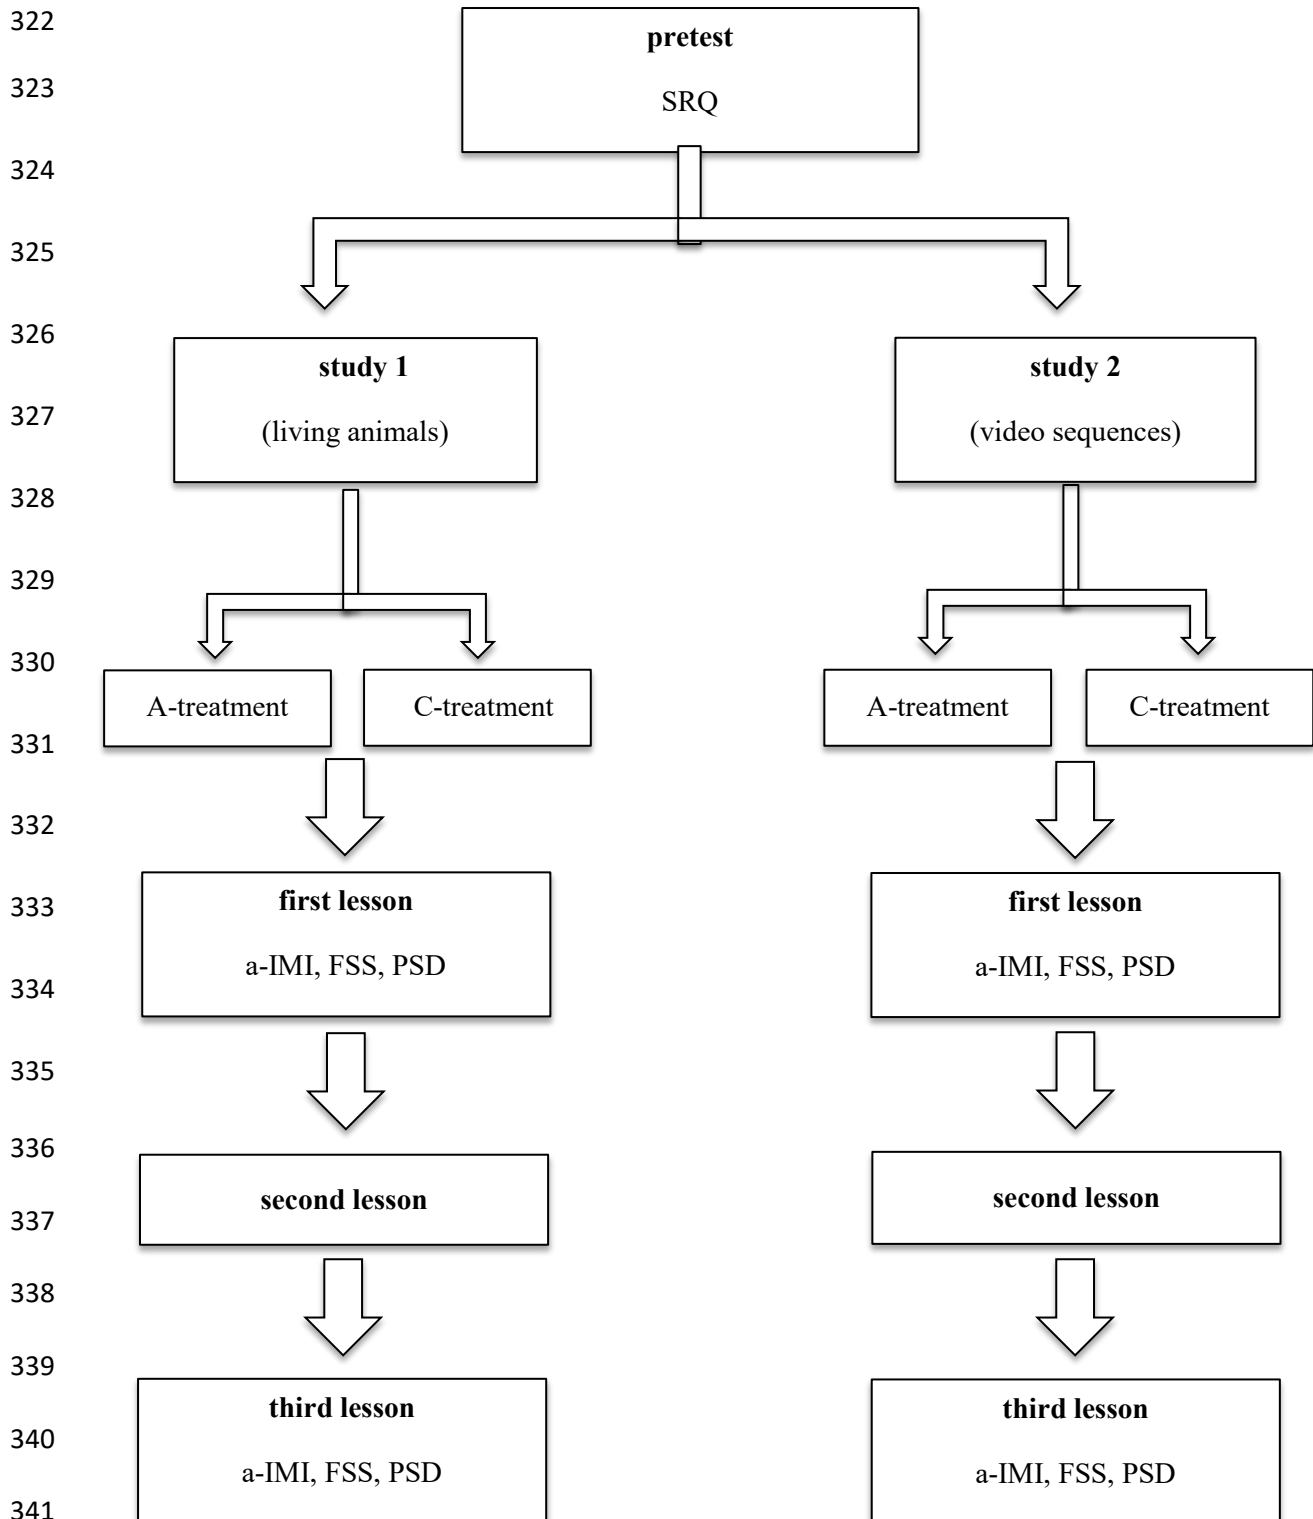 322
pretest
323
SRQ
324
325
326
study 1 study 2
327
(living animals) (video sequences)
328
329
330
A-treatment C-treatment A-treatment C-treatment
331
332
333
first lesson first lesson
a-IMI, FSS, PSD a-IMI, FSS, PSD
334
335
336
second lesson second lesson
337
338
339
third lesson third lesson
340
a-IMI, FSS, PSD a-IMI, FSS, PSD
341